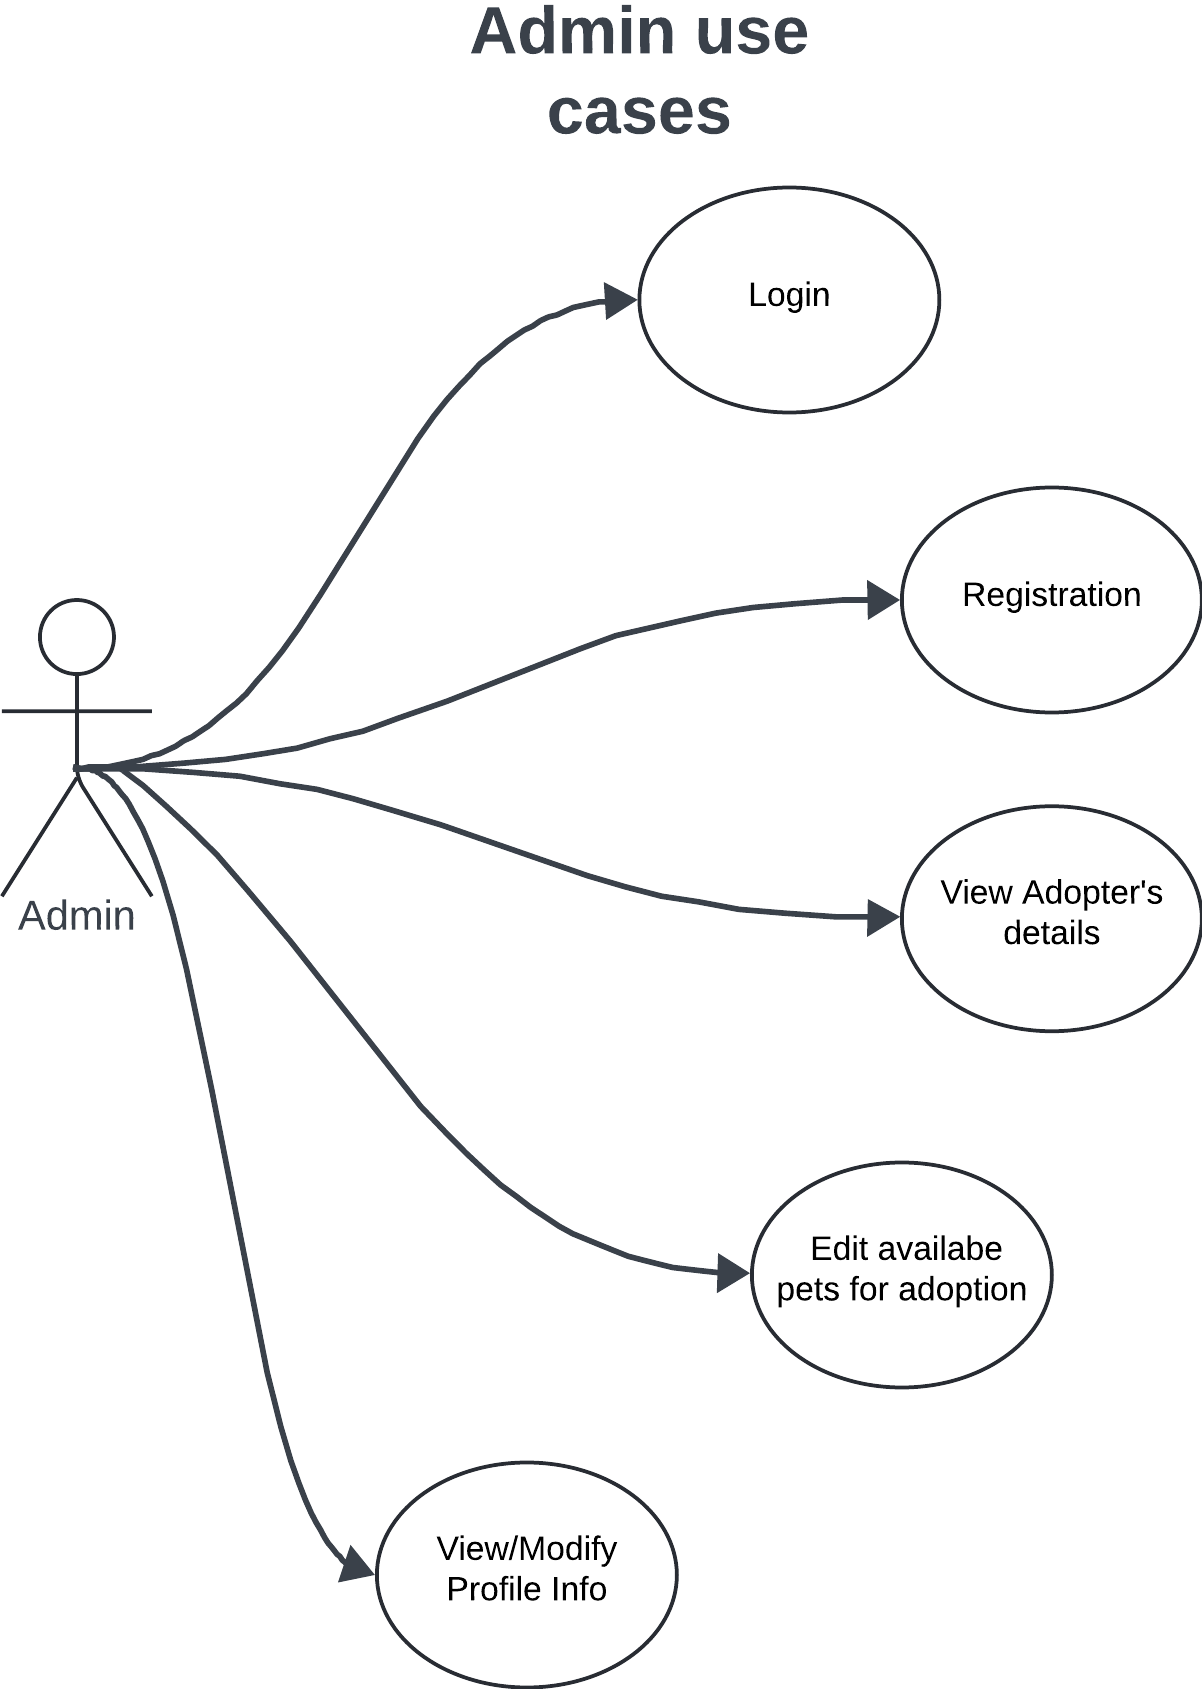 Admin use
cases
Login
Registration
Admin
View Adopter's
details
Edit availabe
pets for adoption
View/Modify
Profile Info